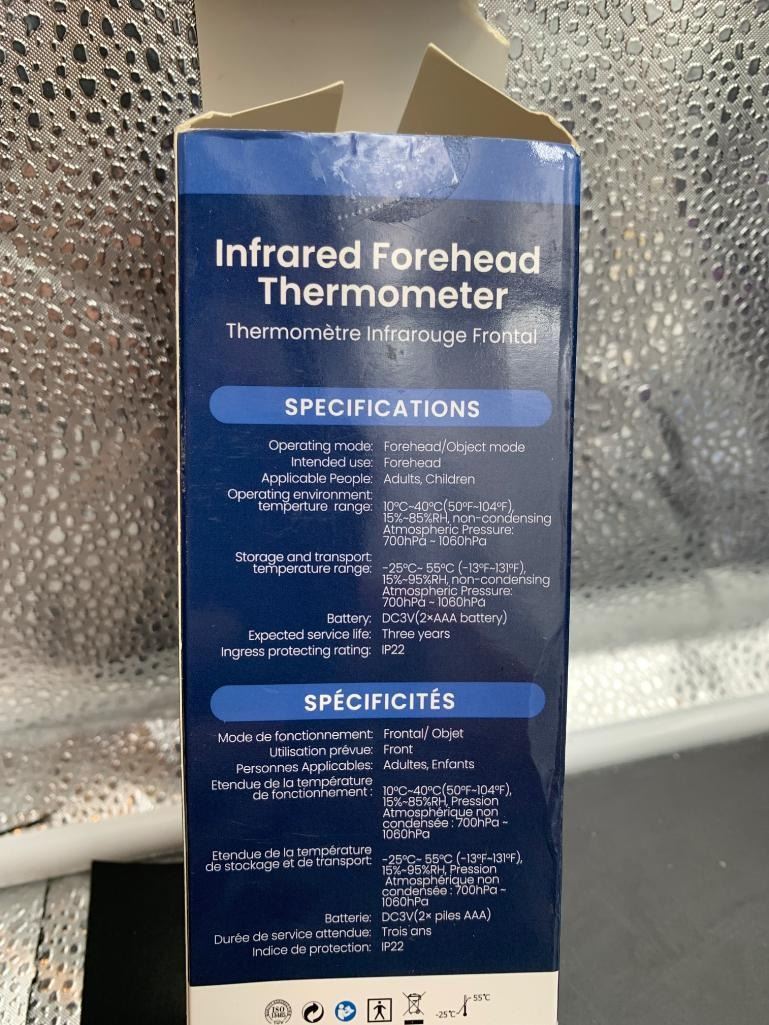 Infrared Forehead
Thermometer
Thermomètre Infrarouge Frontal
SPECIFICATIONS
Operating mode: Forehead/Object mode
Intended use: Forehead
Applicable People: Adults, Children
Operating environment:
temperture range: 10°C~40°C(50°F~104°F),
15%~85%RH, non-condensing
Atmospheric Pressure:
700hPa ~ 1060hPa
Storage and transport
temperature range: -25°C~ 55°C (-13°F~131°F),
15%~95%RH, non-condensing
Atmospheric Pressure:
700hPa ~ 1060hPa
Battery: DC3V(2×AAA battery)
Expected service life: Three years
Ingress protecting rating: IP22
SPÉCIFICITÉS
Mode de fonctionnement: Frontal/ Objet
Utilisation prévue: Front
Personnes Applicables: Adultes, Enfants
Etendue de la température
de fonctionnement : 10°C~40°C(50°F~104°F),
15%~85%RH, Pression
Atmosphérique non
condensée : 700hPa ~
1060hPa
Etendue de la température
de stockage et de transport: -25°C~ 55°C (-13°F~131°F),
15%~95%RH, Pression
Atmosphérique non
condensée : 700hPa ~
1060hPa
Batterie: DC3V(2× piles AAA)
Durée de service attendue: Trois ans
Indice de protection: IP22
ISO
13485
-25°C 55°C